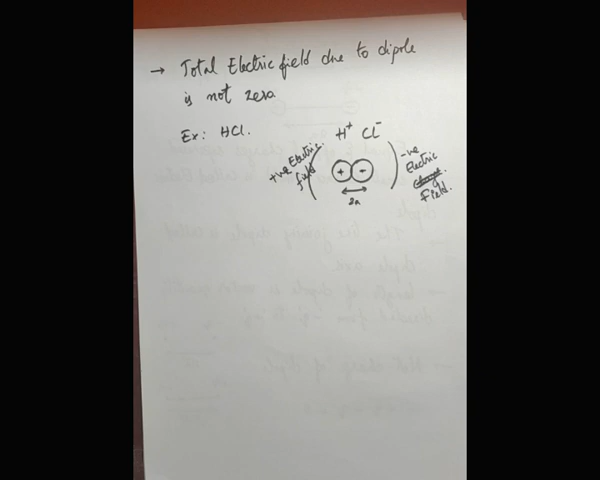 → Total Electric field due to dipole
is not zero.
Ex: HCl. H⁺ Cl⁻
+ve Electric
field
+ -
2a
-ve
Electric
Field.